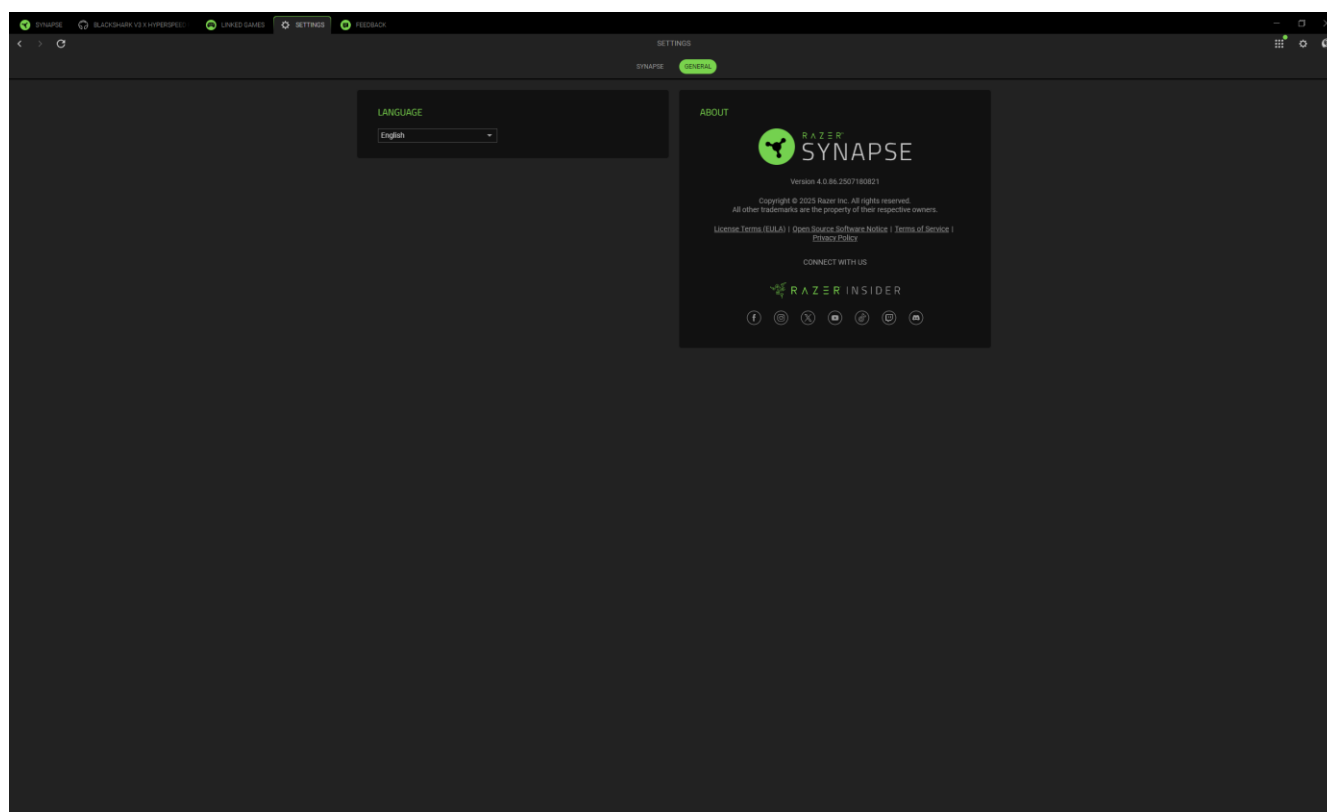 SYNAPSE
BLACKSHARK V3 X HYPERSPEED
LINKED GAMES
SETTINGS
FEEDBACK
SETTINGS
SYNAPSE
GENERAL
LANGUAGE
English
ABOUT
RAZER
SYNAPSE
Version 4.0.86.2507180821
Copyright © 2025 Razer Inc. All rights reserved.
All other trademarks are the property of their respective owners.
License Terms (EULA) | Open Source Software Notice | Terms of Service |
Privacy Policy
CONNECT WITH US
RAZER INSIDER